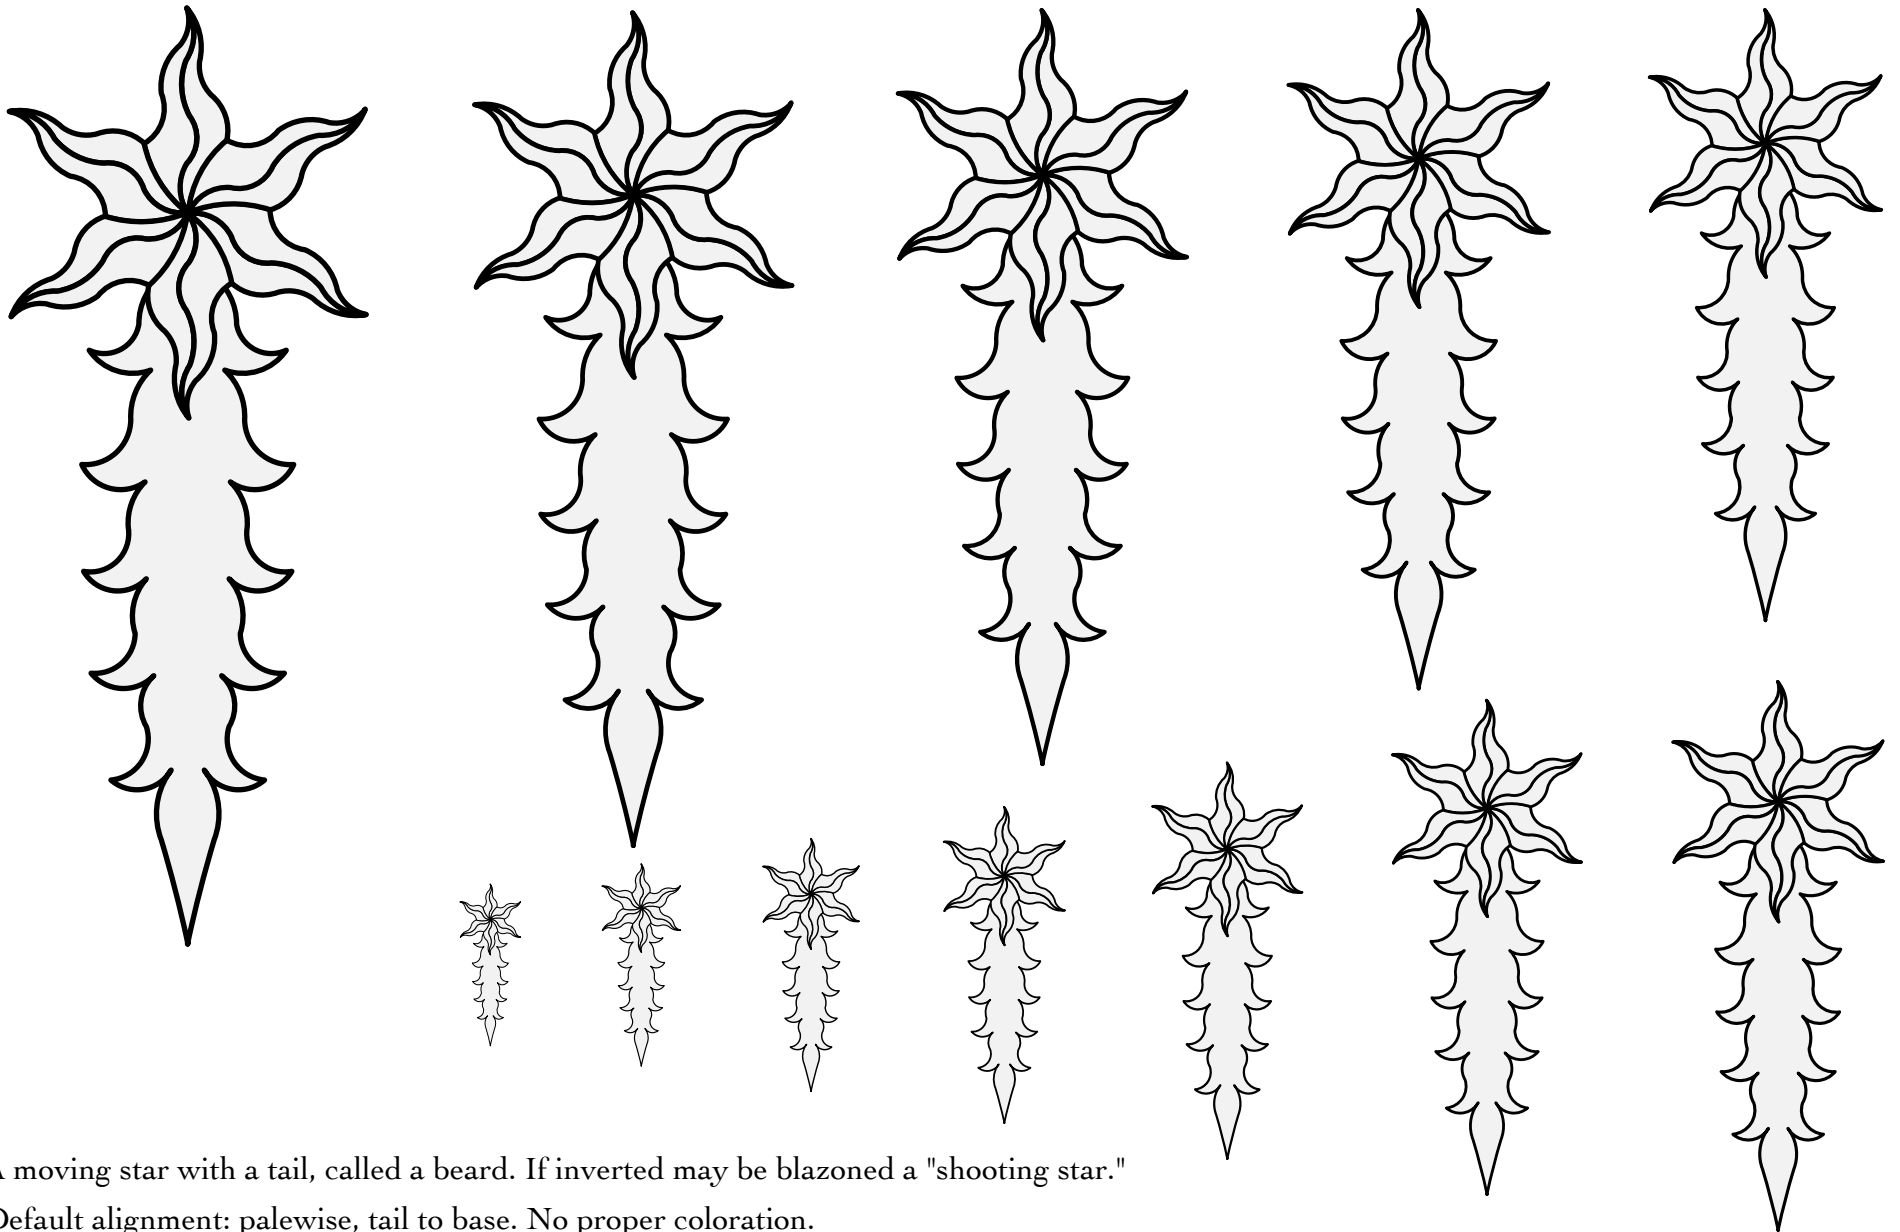 A moving star with a tail, called a beard. If inverted may be blazoned a "shooting star."
Default alignment: palewise, tail to base. No proper coloration.